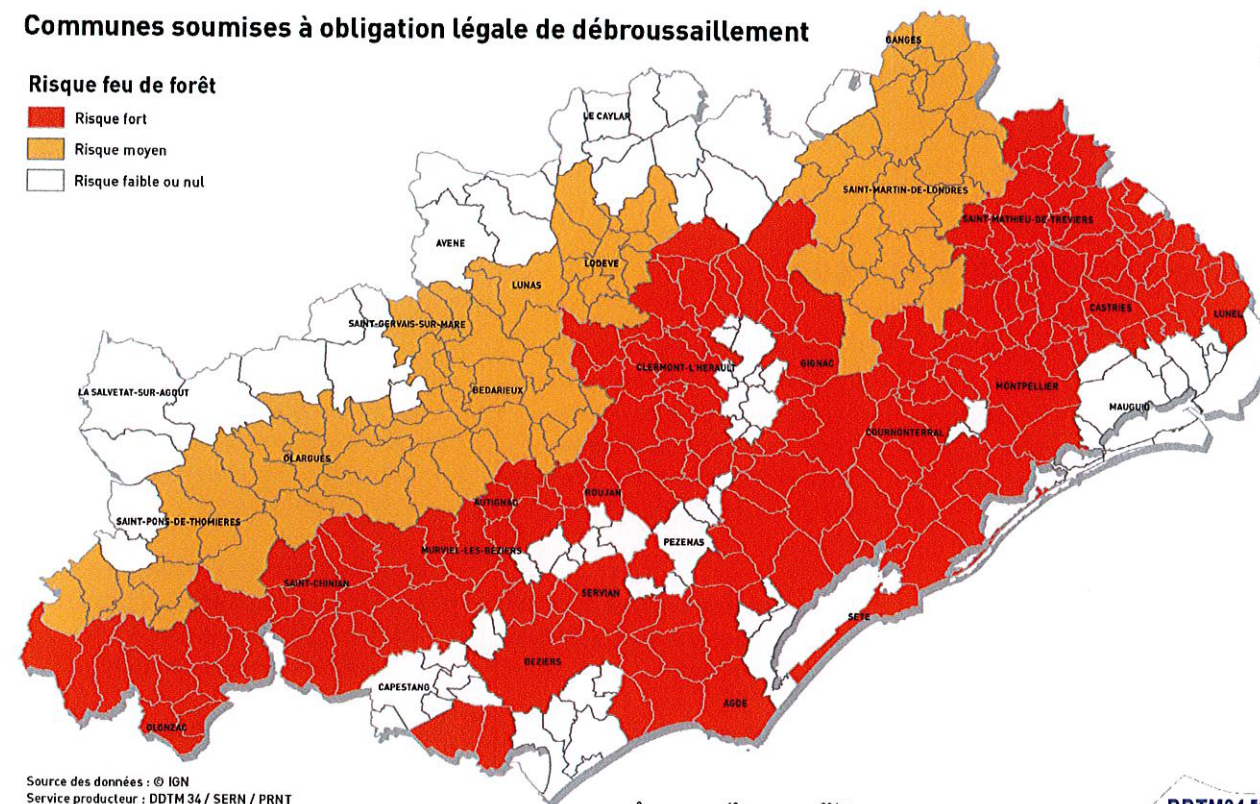 Communes soumises à obligation légale de débroussaillement
Risque feu de forêt
Risque fort
Risque moyen
Risque faible ou nul
GANGES
LE CAYLAR
SAINT-MARTIN-DE-LONDRES
SAINT-MATHIEU-DE-TREVIERS
AVENE
LODEVE
LUNAS
CASTRIES
LUNEL
SAINT-GERVAIS-SUR-MARE
CLERMONT-L'HERAULT
GIGNAC
LA SALVETAT-SUR-AGOUT
BEDARIEUX
MONTPELLIER
MAUGUIO
COURNONTERRAL
OLARGUES
AUTIGNAC
ROUJAN
SAINT-PONS-DE-THOMIERES
PEZENAS
MURVIEL-LES-BEZIERS
SAINT-CHINIAN
SERVIAN
SETE
BEZIERS
CAPESTANG
AGDE
OLONZAC
Source des données : © IGN
Service producteur : DDTM 34 / SERN / PRNT